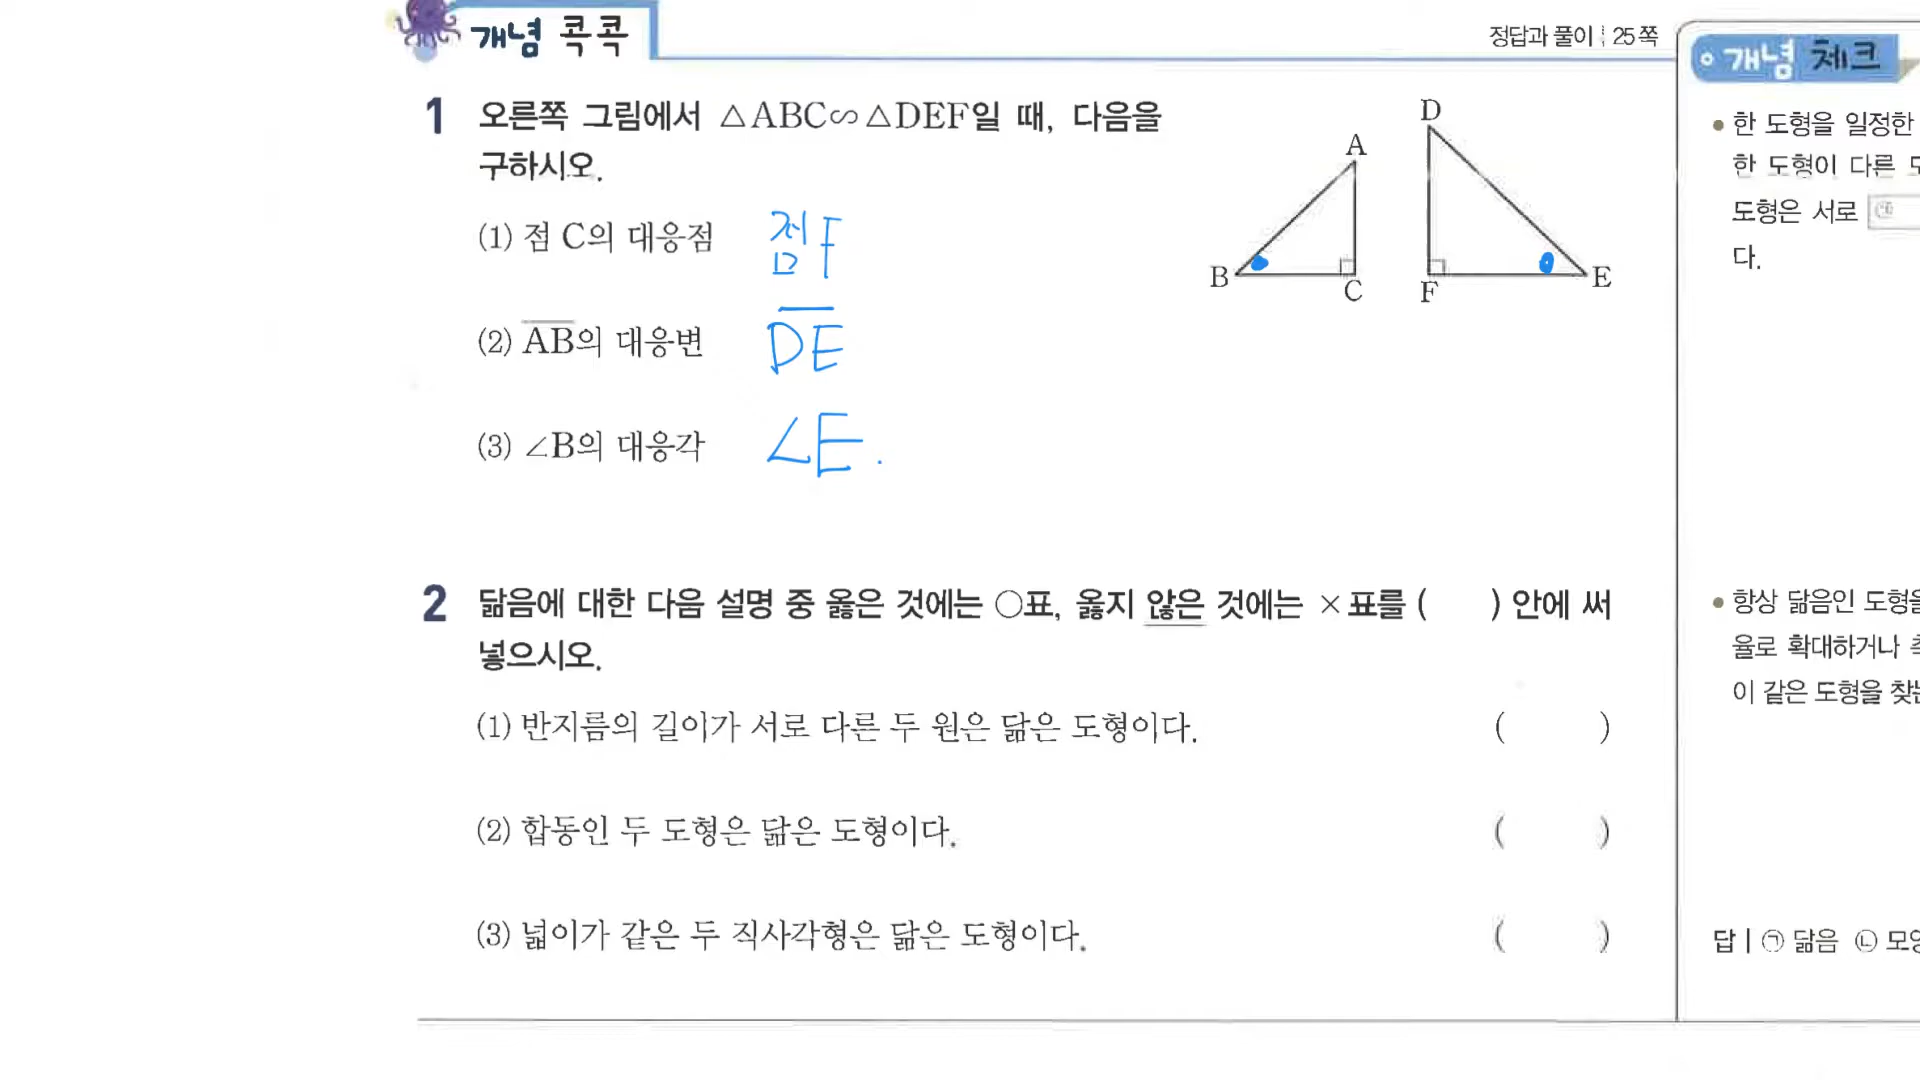 개념 콕콕
정답과 풀이 | 25쪽
1 오른쪽 그림에서 △ABC∽△DEF일 때, 다음을
구하시오.
(1) 점 C의 대응점 점 F
(2) \overline{AB}의 대응변 \overline{DE}
(3) ∠B의 대응각 ∠E.
A
B
C
D
F
E
2 닮음에 대한 다음 설명 중 옳은 것에는 ○표, 옳지 않은 것에는 ×표를 ( ) 안에 써
넣으시오.
(1) 반지름의 길이가 서로 다른 두 원은 닮은 도형이다. ( )
(2) 합동인 두 도형은 닮은 도형이다. ( )
(3) 넓이가 같은 두 직사각형은 닮은 도형이다. ( )
개념 체크
• 한 도형을 일정한
한 도형이 다른
도형은 서로 ㉠
다.
• 항상 닮음인 도형을
율로 확대하거나
이 같은 도형을
답 | ㉠ 닮음 ㉡ 모양